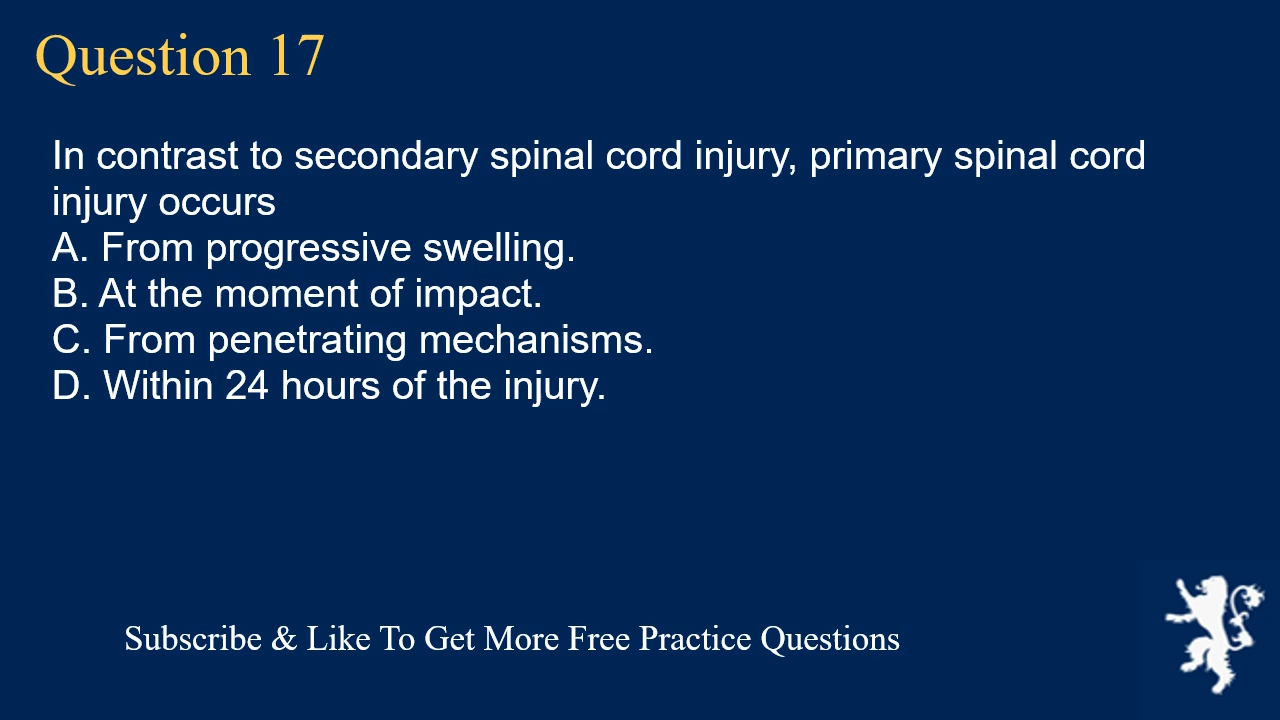 Question 17
In contrast to secondary spinal cord injury, primary spinal cord
injury occurs
A. From progressive swelling.
B. At the moment of impact.
C. From penetrating mechanisms.
D. Within 24 hours of the injury.
Subscribe & Like To Get More Free Practice Questions